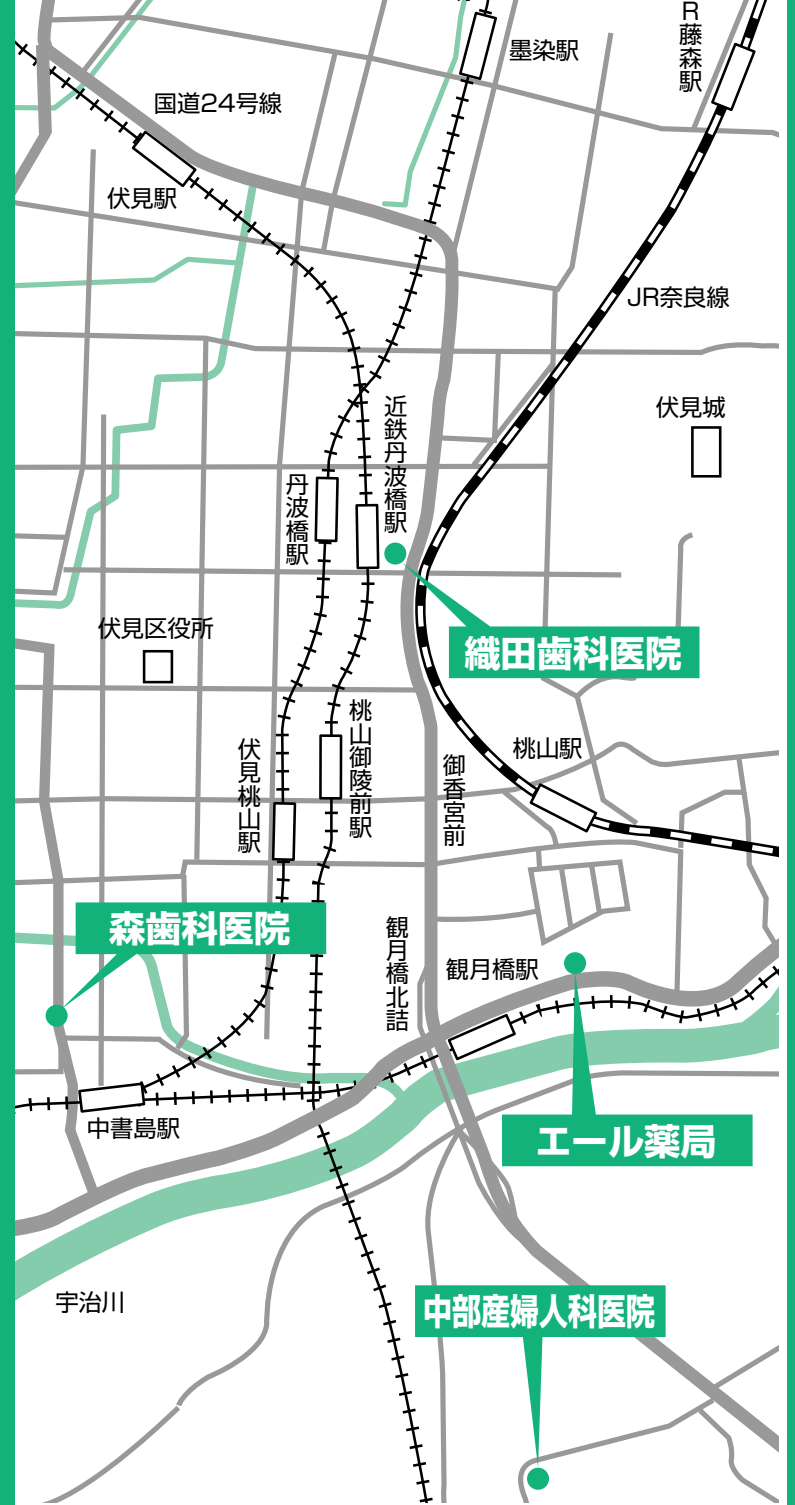 墨染駅
R藤森駅
国道24号線
伏見駅
JR奈良線
伏見城
近鉄丹波橋駅
丹波橋駅
織田歯科医院
伏見区役所
桃山御陵前駅
伏見桃山駅
御香宮前
桃山駅
森歯科医院
観月橋北詰
観月橋駅
中書島駅
エール薬局
宇治川
中部産婦人科医院